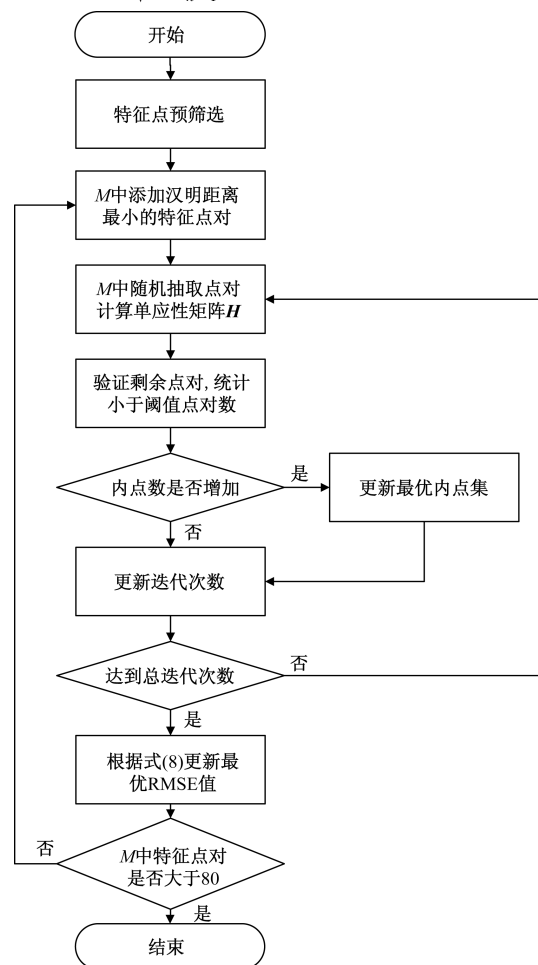 开始
特征点预筛选
M中添加汉明距离
最小的特征点对
M中随机抽取点对
计算单应性矩阵H
验证剩余点对, 统计
小于阈值点对数
内点数是否增加
是
更新最优内点集
否
更新迭代次数
达到总迭代次数
否
是
根据式(8)更新最
优RMSE值
否
M中特征点对
是否大于80
是
结束